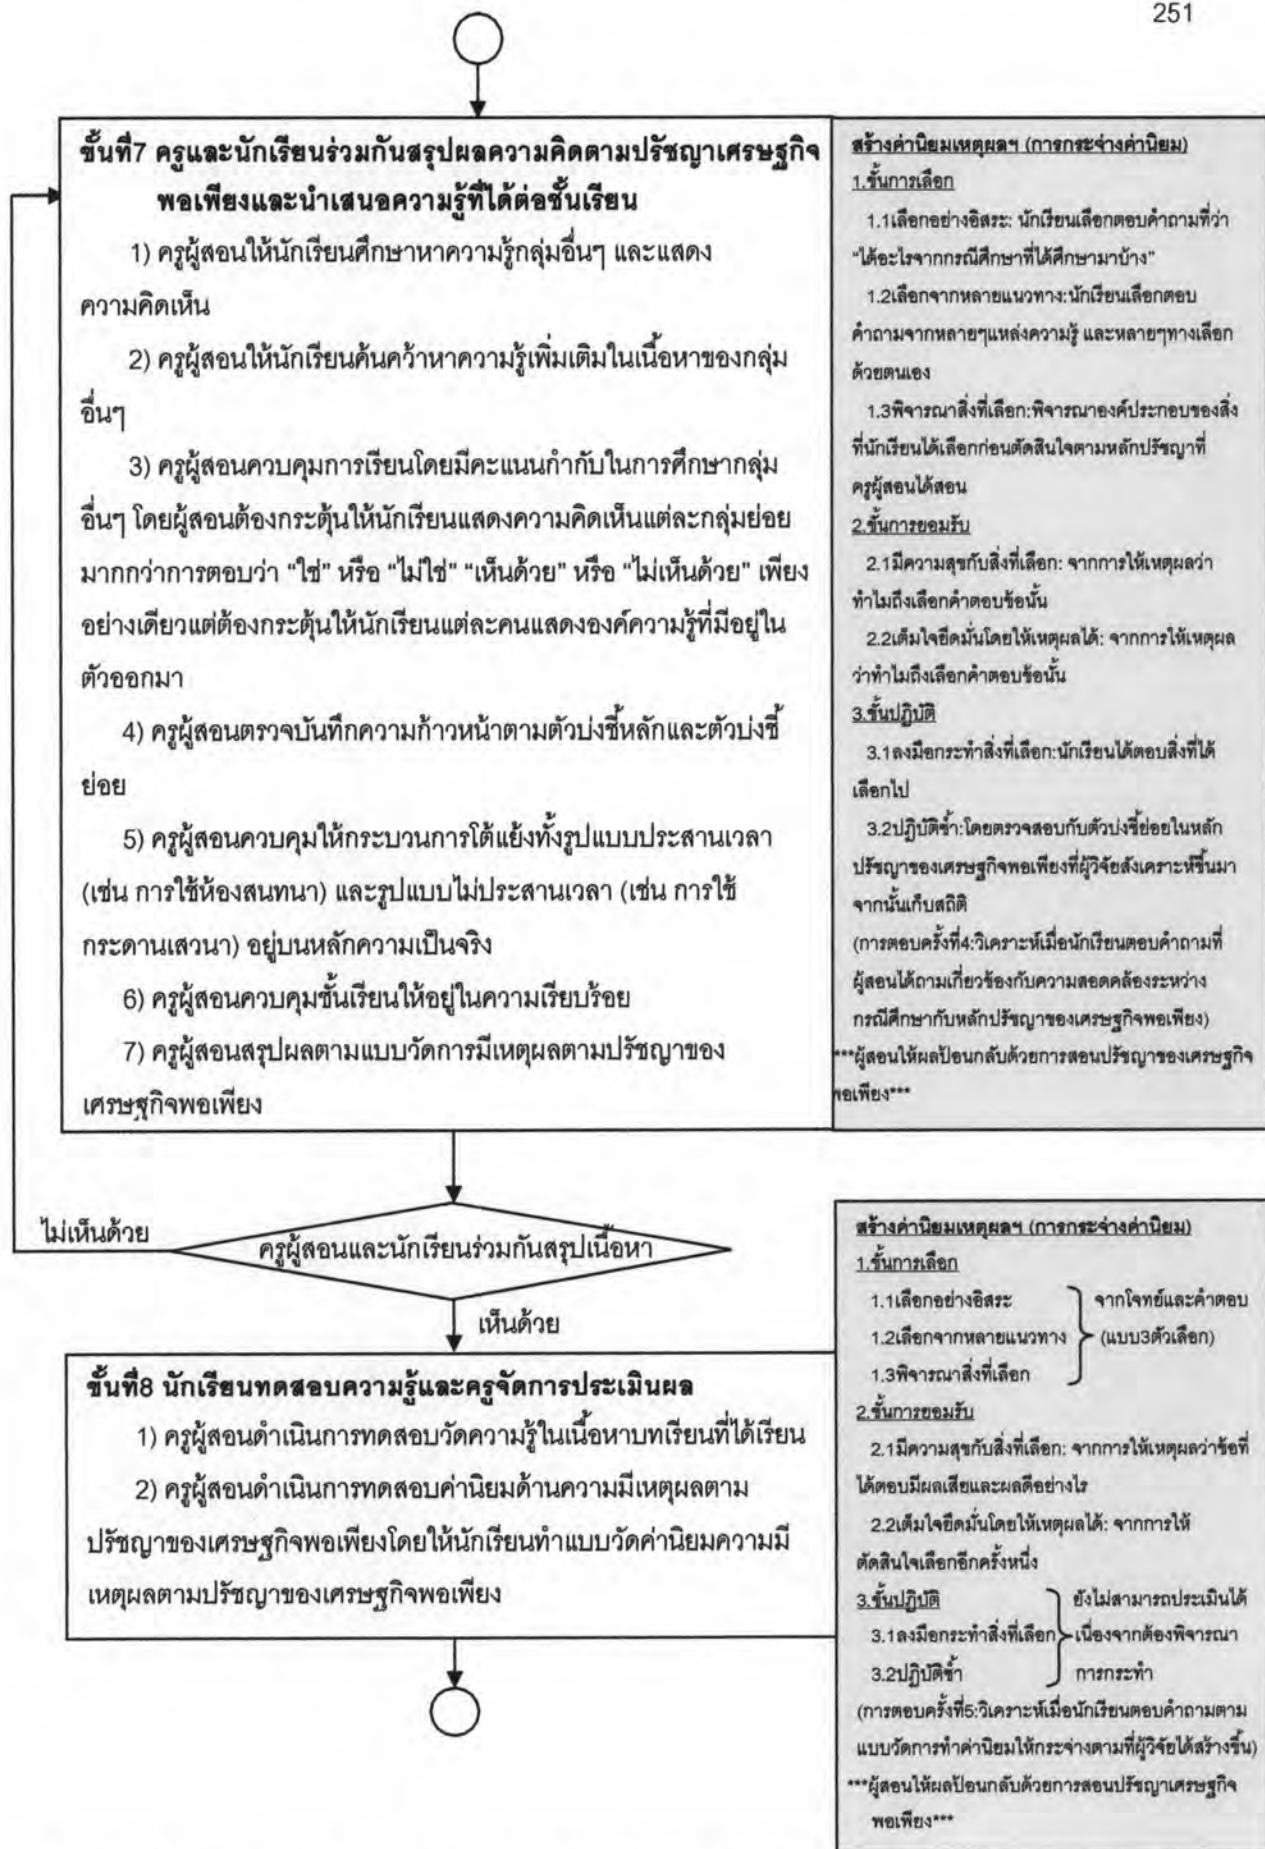 251
ขั้นที่7 ครูและนักเรียนร่วมกันสรุปผลความคิดตามปรัชญาเศรษฐกิจ
พอเพียงและนำเสนอความรู้ที่ได้ต่อชั้นเรียน
1) ครูผู้สอนให้นักเรียนศึกษาหาความรู้กลุ่มอื่นๆ และแสดง
ความคิดเห็น
2) ครูผู้สอนให้นักเรียนค้นคว้าหาความรู้เพิ่มเติมในเนื้อหาของกลุ่ม
อื่นๆ
3) ครูผู้สอนควบคุมการเรียนโดยมีคะแนนกำกับในการศึกษากลุ่ม
อื่นๆ โดยผู้สอนต้องกระตุ้นให้นักเรียนแสดงความคิดเห็นแต่ละกลุ่มย่อย
มากกว่าการตอบว่า “ใช่” หรือ “ไม่ใช่” “เห็นด้วย” หรือ “ไม่เห็นด้วย” เพียง
อย่างเดียวแต่ต้องกระตุ้นให้นักเรียนแต่ละคนแสดงองค์ความรู้ที่มีอยู่ใน
ตัวออกมา
4) ครูผู้สอนตรวจบันทึกความก้าวหน้าตามตัวบ่งชี้หลักและตัวบ่งชี้
ย่อย
5) ครูผู้สอนควบคุมให้กระบวนการโต้แย้งทั้งรูปแบบประสานเวลา
(เช่น การใช้ห้องสนทนา) และรูปแบบไม่ประสานเวลา (เช่น การใช้
กระดานเสวนา) อยู่บนหลักความเป็นจริง
6) ครูผู้สอนควบคุมชั้นเรียนให้อยู่ในความเรียบร้อย
7) ครูผู้สอนสรุปผลตามแบบวัดการมีเหตุผลตามปรัชญาของ
เศรษฐกิจพอเพียง
สร้างค่านิยมเหตุผลฯ (การกระจ่างค่านิยม)
1.ขั้นการเลือก
1.1เลือกอย่างอิสระ: นักเรียนเลือกตอบคำถามที่ว่า
“ได้อะไรจากกรณีศึกษาที่ได้ศึกษามาบ้าง”
1.2เลือกจากหลายแนวทาง:นักเรียนเลือกตอบ
คำถามจากหลายๆแหล่งความรู้ และหลายๆทางเลือก
ด้วยตนเอง
1.3พิจารณาสิ่งที่เลือก:พิจารณาองค์ประกอบของสิ่ง
ที่นักเรียนได้เลือกก่อนตัดสินใจตามหลักปรัชญาที่
ครูผู้สอนได้สอน
2.ขั้นการยอมรับ
2.1มีความสุขกับสิ่งที่เลือก: จากการให้เหตุผลว่า
ทำไมถึงเลือกคำตอบข้อนั้น
2.2เต็มใจยึดมั่นโดยให้เหตุผลได้: จากการให้เหตุผล
ว่าทำไมถึงเลือกคำตอบข้อนั้น
3.ขั้นปฏิบัติ
3.1ลงมือกระทำสิ่งที่เลือก:นักเรียนได้ตอบสิ่งที่ได้
เลือกไป
3.2ปฏิบัติซ้ำ:โดยตรวจสอบกับตัวบ่งชี้ย่อยในหลัก
ปรัชญาของเศรษฐกิจพอเพียงที่ผู้วิจัยสังเคราะห์ขึ้นมา
จากนั้นเก็บสถิติ
(การตอบครั้งที่4:วิเคราะห์เมื่อนักเรียนตอบคำถามที่
ผู้สอนได้ถามเกี่ยวข้องกับความสอดคล้องระหว่าง
กรณีศึกษากับหลักปรัชญาของเศรษฐกิจพอเพียง)
***ผู้สอนให้ผลป้อนกลับด้วยการสอนปรัชญาของเศรษฐกิจ
พอเพียง***
ไม่เห็นด้วย
ครูผู้สอนและนักเรียนร่วมกันสรุปเนื้อหา
เห็นด้วย
ขั้นที่8 นักเรียนทดสอบความรู้และครูจัดการประเมินผล
1) ครูผู้สอนดำเนินการทดสอบวัดความรู้ในเนื้อหาบทเรียนที่ได้เรียน
2) ครูผู้สอนดำเนินการทดสอบค่านิยมด้านความมีเหตุผลตาม
ปรัชญาของเศรษฐกิจพอเพียงโดยให้นักเรียนทำแบบวัดค่านิยมความมี
เหตุผลตามปรัชญาของเศรษฐกิจพอเพียง
สร้างค่านิยมเหตุผลฯ (การกระจ่างค่านิยม)
1.ขั้นการเลือก
1.1เลือกอย่างอิสระ จากโจทย์และคำตอบ
1.2เลือกจากหลายแนวทาง (แบบ3ตัวเลือก)
1.3พิจารณาสิ่งที่เลือก
2.ขั้นการยอมรับ
2.1มีความสุขกับสิ่งที่เลือก: จากการให้เหตุผลว่าข้อที่
ได้ตอบมีผลเสียและผลดีอย่างไร
2.2เต็มใจยึดมั่นโดยให้เหตุผลได้: จากการให้
ตัดสินใจเลือกอีกครั้งหนึ่ง
3.ขั้นปฏิบัติ ยังไม่สามารถประเมินได้
3.1ลงมือกระทำสิ่งที่เลือก เนื่องจากต้องพิจารณา
3.2ปฏิบัติซ้ำ การกระทำ
(การตอบครั้งที่5:วิเคราะห์เมื่อนักเรียนตอบคำถามตาม
แบบวัดการทำค่านิยมให้กระจ่างตามที่ผู้วิจัยได้สร้างขึ้น)
***ผู้สอนให้ผลป้อนกลับด้วยการสอนปรัชญาเศรษฐกิจ
พอเพียง***